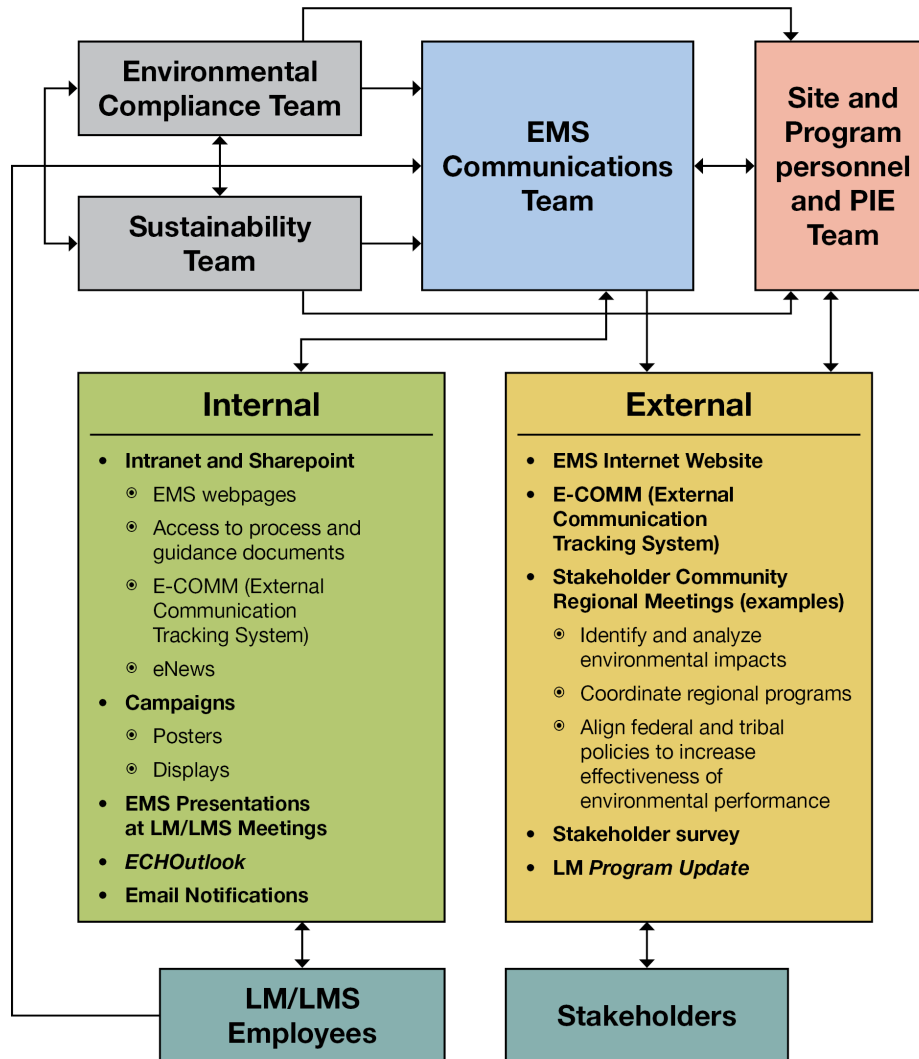 Environmental
Compliance Team
EMS
Communications
Team
Site and
Program
personnel
and PIE
Team
Sustainability
Team
Internal
• Intranet and Sharepoint
EMS webpages
Access to process and
guidance documents
E-COMM (External
Communication
Tracking System)
eNews
• Campaigns
Posters
Displays
• EMS Presentations
at LM/LMS Meetings
• ECHOutlook
• Email Notifications
External
• EMS Internet Website
• E-COMM (External
Communication
Tracking System)
• Stakeholder Community
Regional Meetings (examples)
Identify and analyze
environmental impacts
Coordinate regional programs
Align federal and tribal
policies to increase
effectiveness of
environmental performance
• Stakeholder survey
• LM Program Update
LM/LMS
Employees
Stakeholders